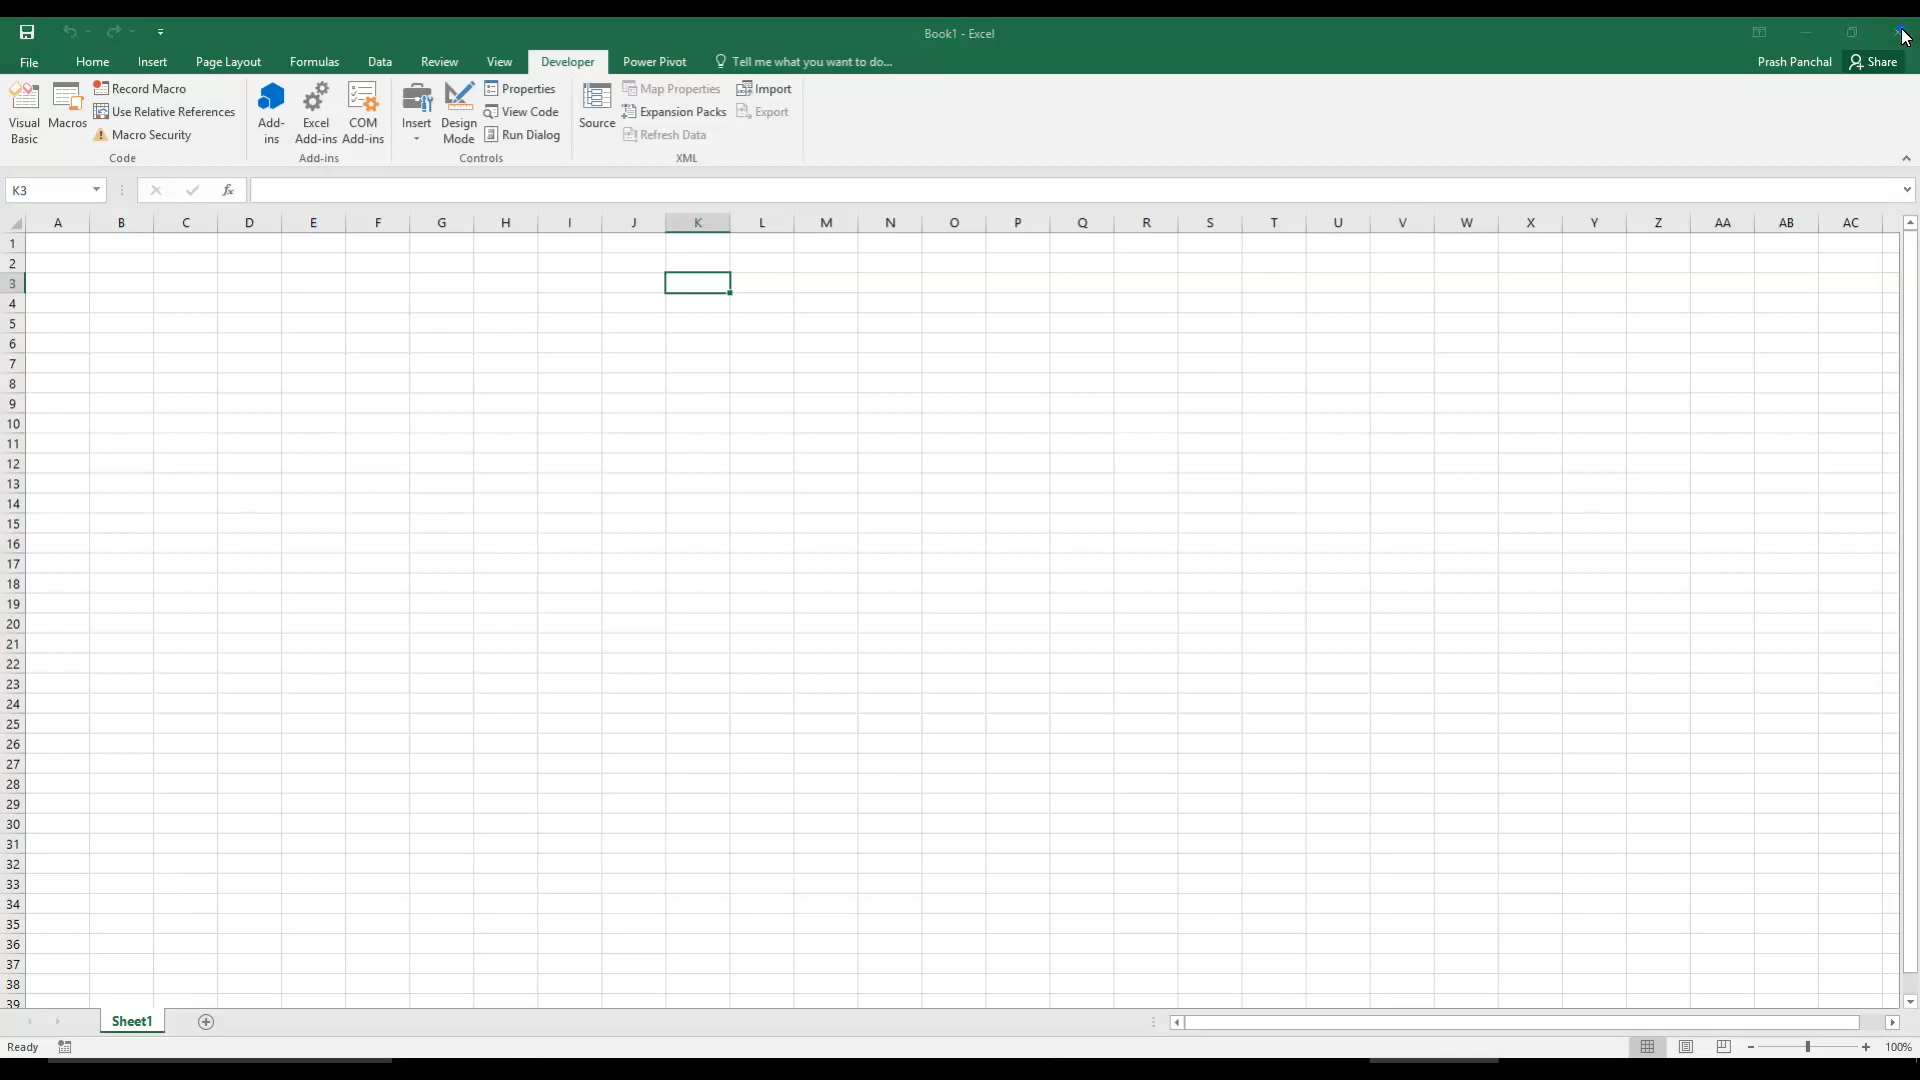 Book1 - Excel
File Home Insert Page Layout Formulas Data Review View Developer Power Pivot Tell me what you want to do... Prash Panchal Share
Visual Basic
Macros
Record Macro
Use Relative References
Macro Security
Code
Add-ins
Excel Add-ins
COM Add-ins
Add-ins
Insert
Design Mode
Properties
View Code
Run Dialog
Controls
Source
Map Properties
Expansion Packs
Refresh Data
Import
Export
XML
K3 fx
A B C D E F G H I J K L M N O P Q R S T U V W X Y Z AA AB AC
1
2
3
4
5
6
7
8
9
10
11
12
13
14
15
16
17
18
19
20
21
22
23
24
25
26
27
28
29
30
31
32
33
34
35
36
37
38
39
Sheet1
Ready 100%